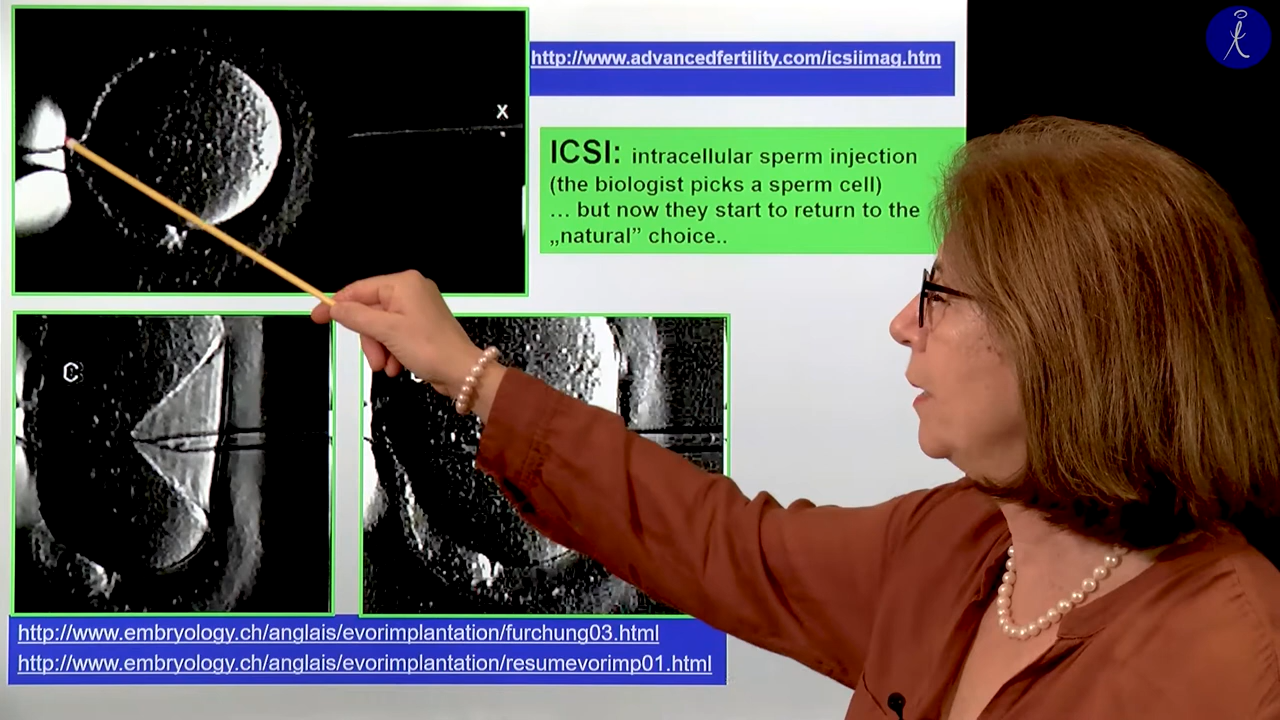 http://www.advancedfertility.com/icsiimag.htm
X
ICSI: intracellular sperm injection
(the biologist picks a sperm cell)
… but now they start to return to the
„natural” choice..
C
http://www.embryology.ch/anglais/evorimplantation/furchung03.html
http://www.embryology.ch/anglais/evorimplantation/resumevorimp01.html